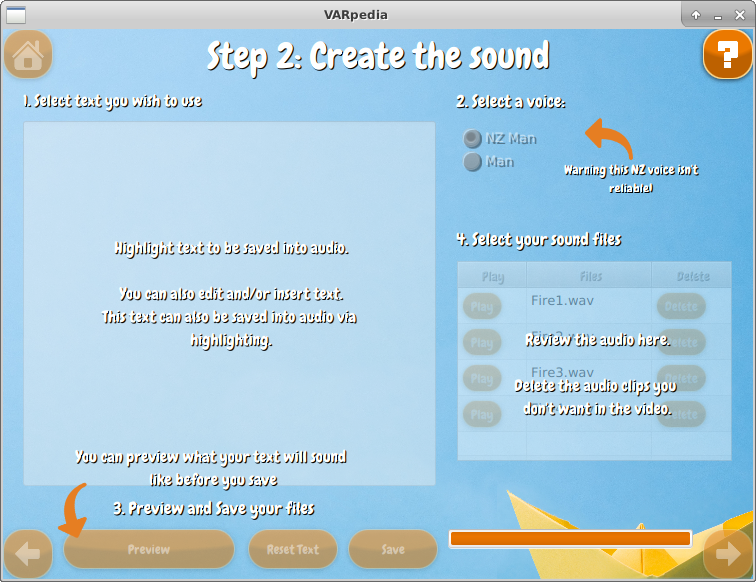 VARpedia
Step 2: Create the sound
?
1. Select text you wish to use
Highlight text to be saved into audio.
You can also edit and/or insert text.
This text can also be saved into audio via
highlighting.
You can preview what your text will sound
like before you save
3. Preview and Save your files
Preview
Reset Text
Save
2. Select a voice:
NZ Man
Man
Warning this NZ voice isn't
reliable!
4. Select your sound files
Play Files Delete
Play Fire1.wav Delete
Play Delete
Review the audio here.
Play Fire3.wav Delete
Delete the audio clips you
Play Delete
don't want in the video.